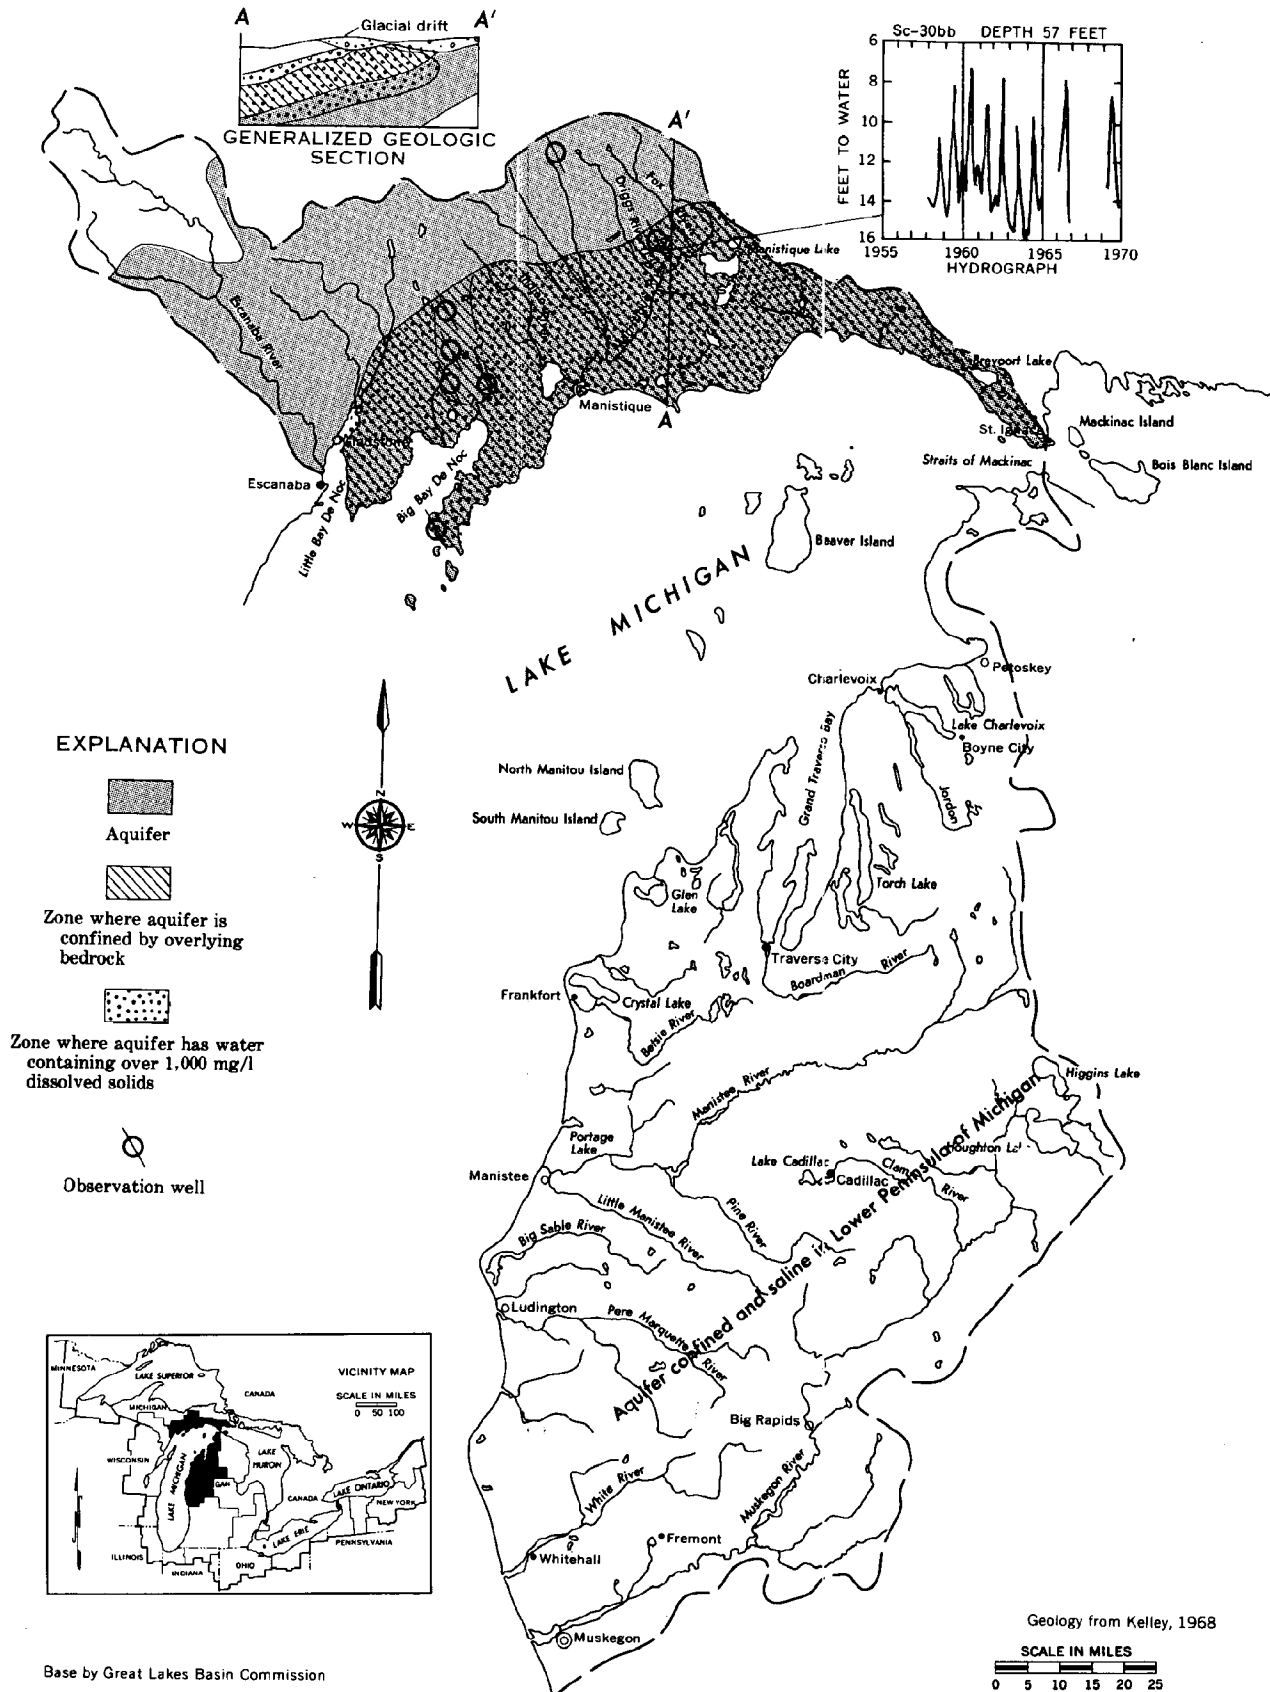 A
A'
Glacial drift
GENERALIZED GEOLOGIC
SECTION
Sc-30bb DEPTH 57 FEET
FEET TO WATER
6
8
10
12
14
16
1955
1960
1965
1970
HYDROGRAPH
A'
Fox
Driggs
Manistique Lake
Escanaba River
Brevoort Lake
Manistique
A
Mackinac Island
St. Ignace
Gladstone
Straits of Mackinac
Bois Blanc Island
Escanaba
Little Bay De Noc
Big Bay De Noc
Beaver Island
LAKE MICHIGAN
Petoskey
Charlevoix
Lake Charlevoix
Boyne City
EXPLANATION
Aquifer
Zone where aquifer is
confined by overlying
bedrock
Zone where aquifer has water
containing over 1,000 mg/l
dissolved solids
Observation well
N
W
E
S
North Manitou Island
South Manitou Island
Grand Traverse Bay
Jordon
Glen
Lake
Torch Lake
Traverse City
Boardman River
Frankfort
Crystal Lake
Betsie River
Manistee River
Higgins Lake
Portage
Lake
Houghton
Lake Cadillac
Cadillac
Clam
River
Manistee
Little Manistee River
Pine River
Big Sable River
Ludington
Pere Marquette
River
Aquifer confined and saline in Lower Peninsula of Michigan
Big Rapids
White River
Muskegon River
Fremont
Whitehall
Muskegon
VICINITY MAP
SCALE IN MILES
0 50 100
MINNESOTA
LAKE SUPERIOR
CANADA
MICHIGAN
WISCONSIN
LAKE MICHIGAN
LAKE
HURON
GAN
CANADA
LAKE ONTARIO
NEW YORK
LAKE ERIE
PENNSYLVANIA
ILLINOIS
INDIANA
OHIO
Geology from Kelley, 1968
SCALE IN MILES
0 5 10 15 20 25
Base by Great Lakes Basin Commission